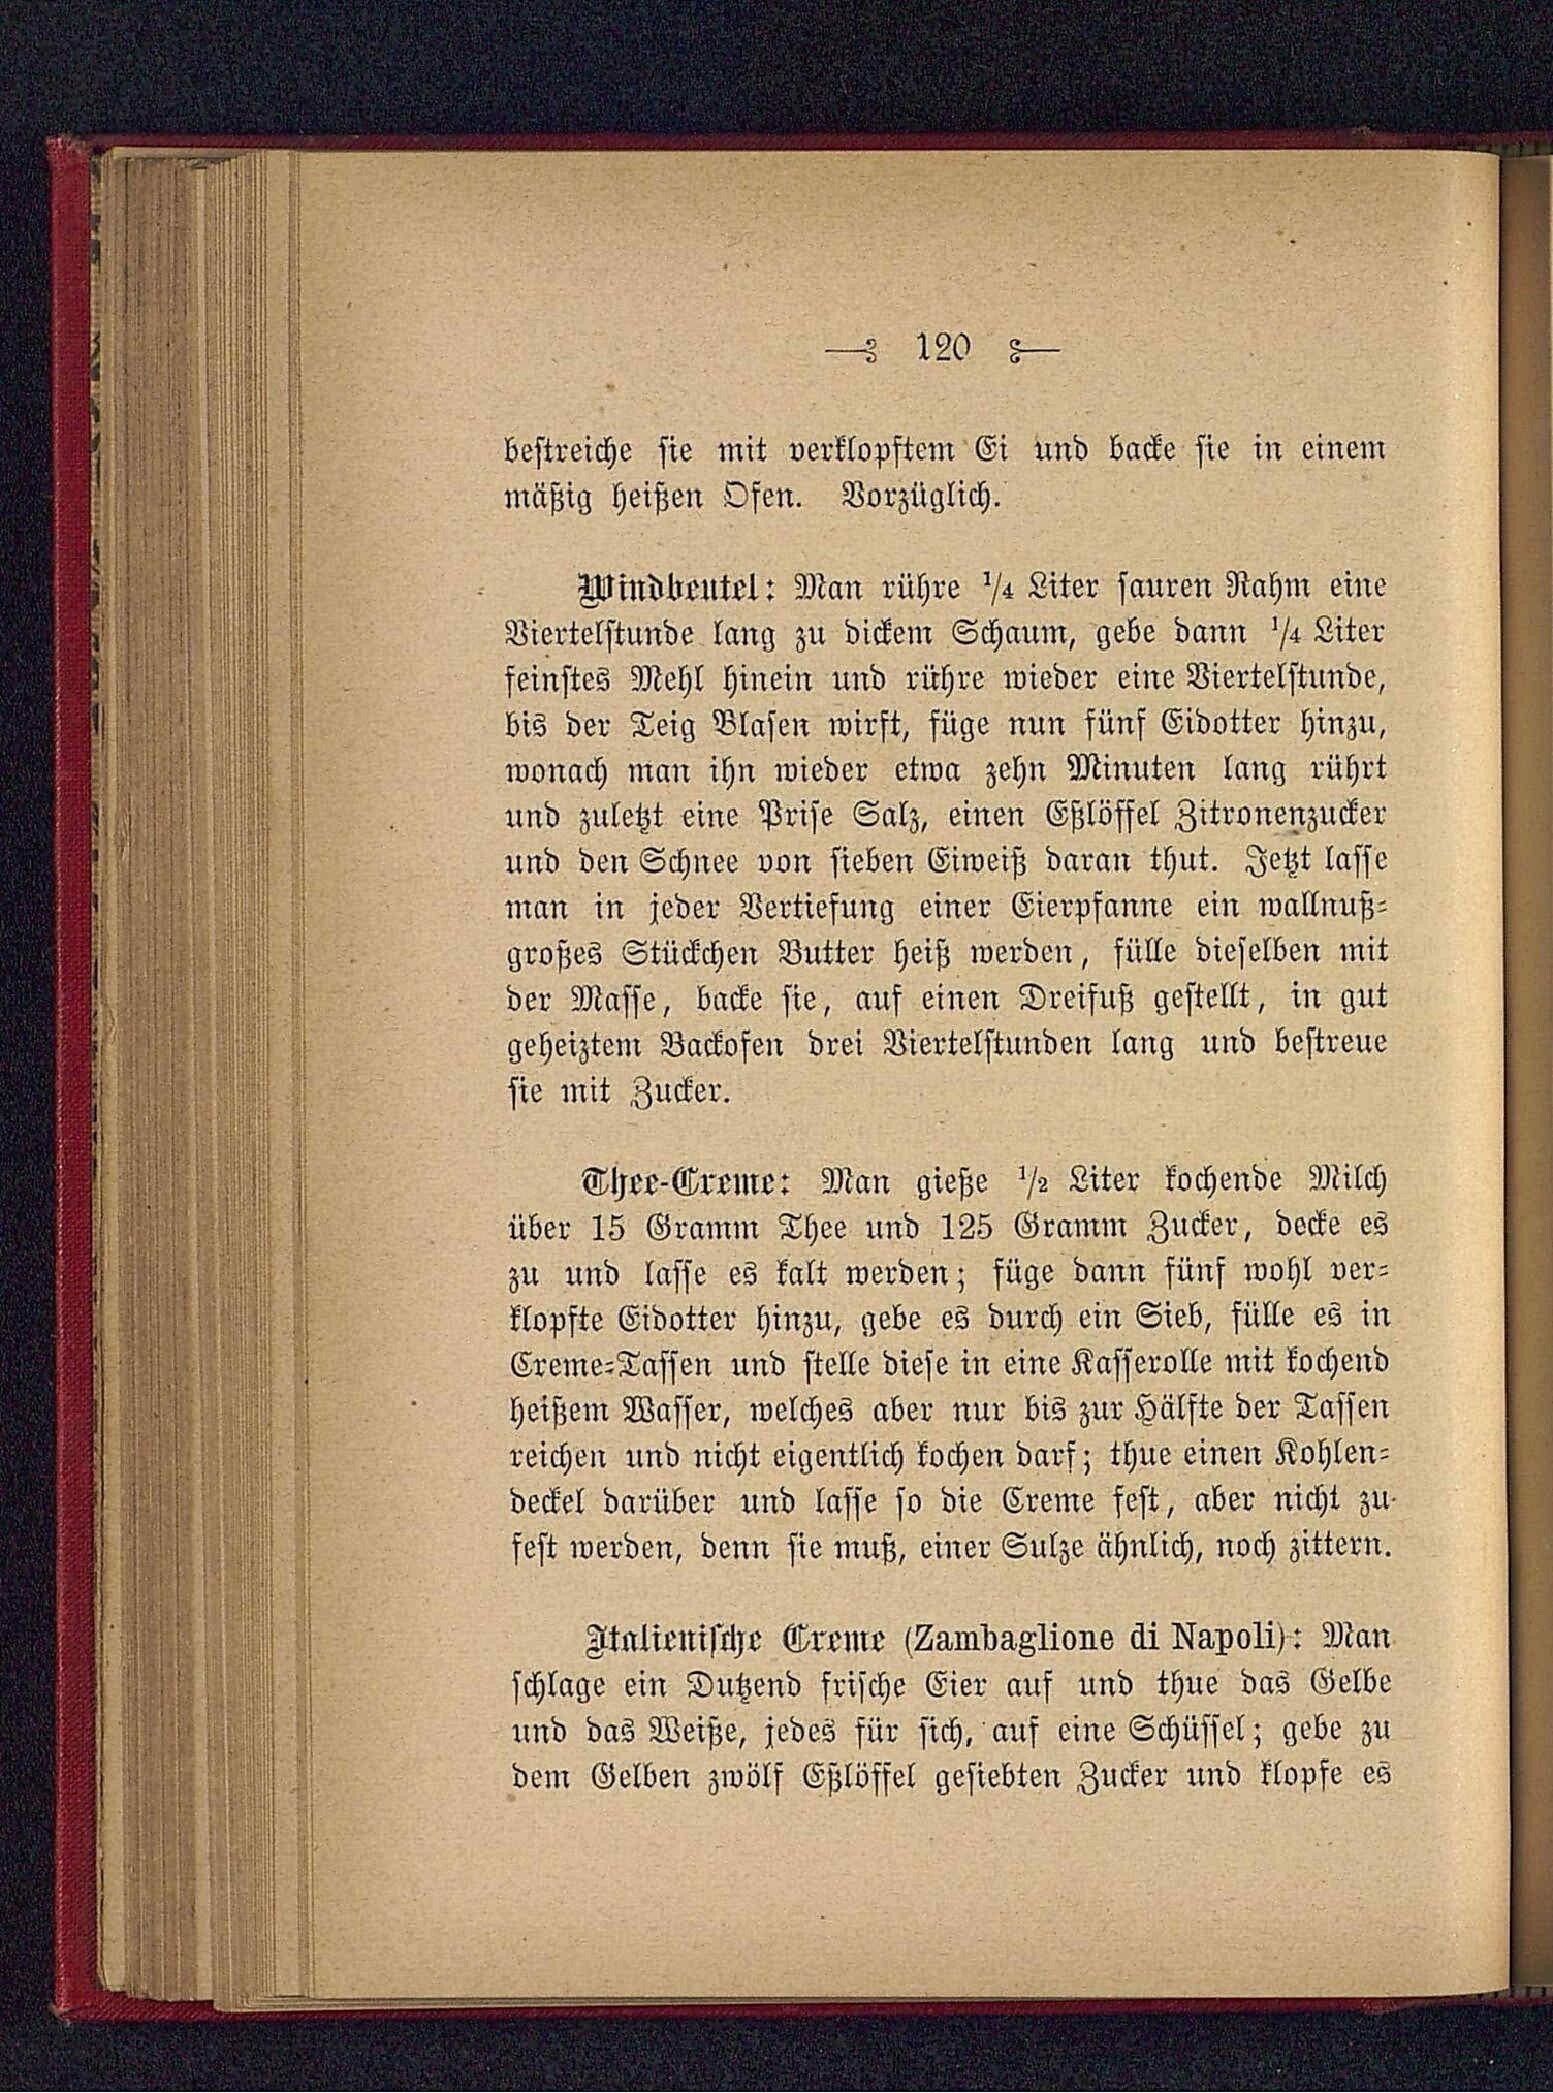 120
bestreiche sie mit verklopftem Ei und backe sie in einem
mäßig heißen Ofen. Vorzüglich.
Windbeutel: Man rühre 1/4 Liter sauren Rahm eine
Viertelstunde lang zu dickem Schaum, gebe dann 1/4 Liter
feinstes Mehl hinein und rühre wieder eine Viertelstunde,
bis der Teig Blasen wirft, füge nun fünf Eidotter hinzu,
wonach man ihn wieder etwa zehn Minuten lang rührt
und zuletzt eine Prise Salz, einen Eßlöffel Zitronenzucker
und den Schnee von sieben Eiweiß daran thut. Jetzt lasse
man in jeder Vertiefung einer Eierpfanne ein wallnuß-
großes Stückchen Butter heiß werden, fülle dieselben mit
der Masse, backe sie, auf einen Dreifuß gestellt, in gut
geheiztem Backofen drei Viertelstunden lang und bestreue
sie mit Zucker.
Thee-Creme: Man gieße 1/2 Liter kochende Milch
über 15 Gramm Thee und 125 Gramm Zucker, decke es
zu und lasse es kalt werden; füge dann fünf wohl ver-
klopfte Eidotter hinzu, gebe es durch ein Sieb, fülle es in
Creme-Tassen und stelle diese in eine Kasserolle mit kochend
heißem Wasser, welches aber nur bis zur Hälfte der Tassen
reichen und nicht eigentlich kochen darf; thue einen Kohlen-
deckel darüber und lasse so die Creme fest, aber nicht zu
fest werden, denn sie muß, einer Sulze ähnlich, noch zittern.
Italienische Creme (Zambaglione di Napoli): Man
schlage ein Dutzend frische Eier auf und thue das Gelbe
und das Weiße, jedes für sich, auf eine Schüssel; gebe zu
dem Gelben zwölf Eßlöffel gesiebten Zucker und klopfe es